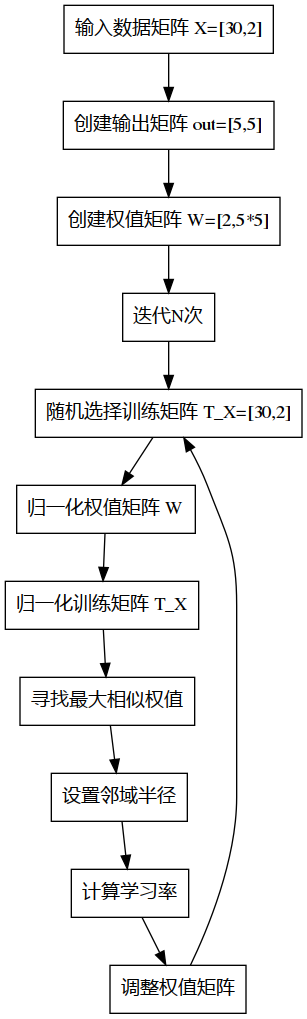 输入数据矩阵 X=[30,2]
创建输出矩阵 out=[5,5]
创建权值矩阵 W=[2,5*5]
迭代N次
随机选择训练矩阵 T_X=[30,2]
归一化权值矩阵 W
归一化训练矩阵 T_X
寻找最大相似权值
设置邻域半径
计算学习率
调整权值矩阵